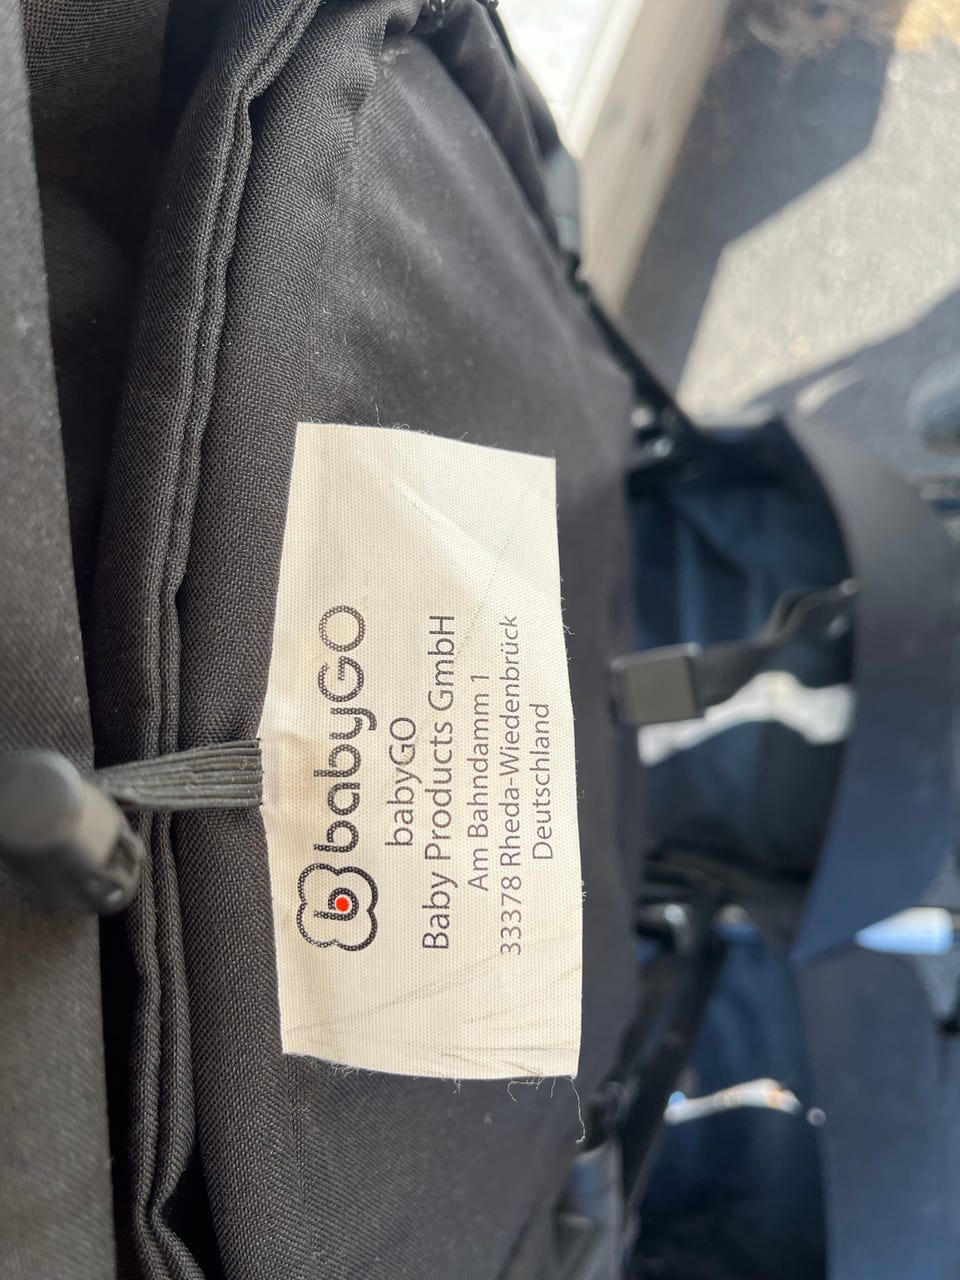 babyGO
babyGO
Baby Products GmbH
Am Bahndamm 1
33378 Rheda-Wiedenbrück
Deutschland